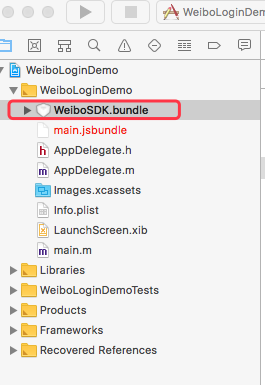 WeiboLoginDemo
WeiboLoginDemo
WeiboLoginDemo
WeiboSDK.bundle
main.jsbundle
h AppDelegate.h
m AppDelegate.m
Images.xcassets
Info.plist
LaunchScreen.xib
m main.m
Libraries
WeiboLoginDemoTests
Products
Frameworks
Recovered References